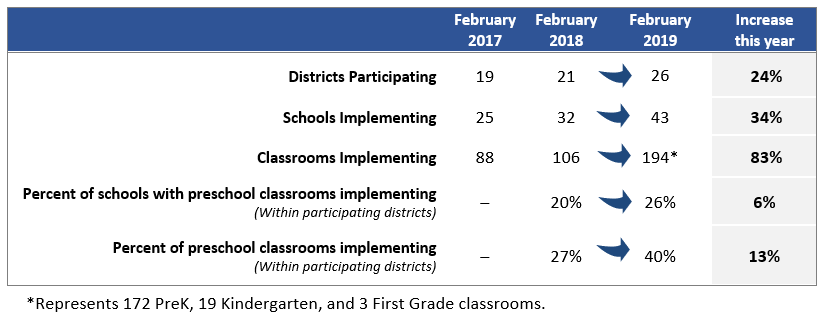 February 2017 February 2018 February 2019 Increase this year
Districts Participating 19 21 26 24%
Schools Implementing 25 32 43 34%
Classrooms Implementing 88 106 194* 83%
Percent of schools with preschool classrooms implementing – 20% 26% 6%
(Within participating districts)
Percent of preschool classrooms implementing – 27% 40% 13%
(Within participating districts)
*Represents 172 PreK, 19 Kindergarten, and 3 First Grade classrooms.